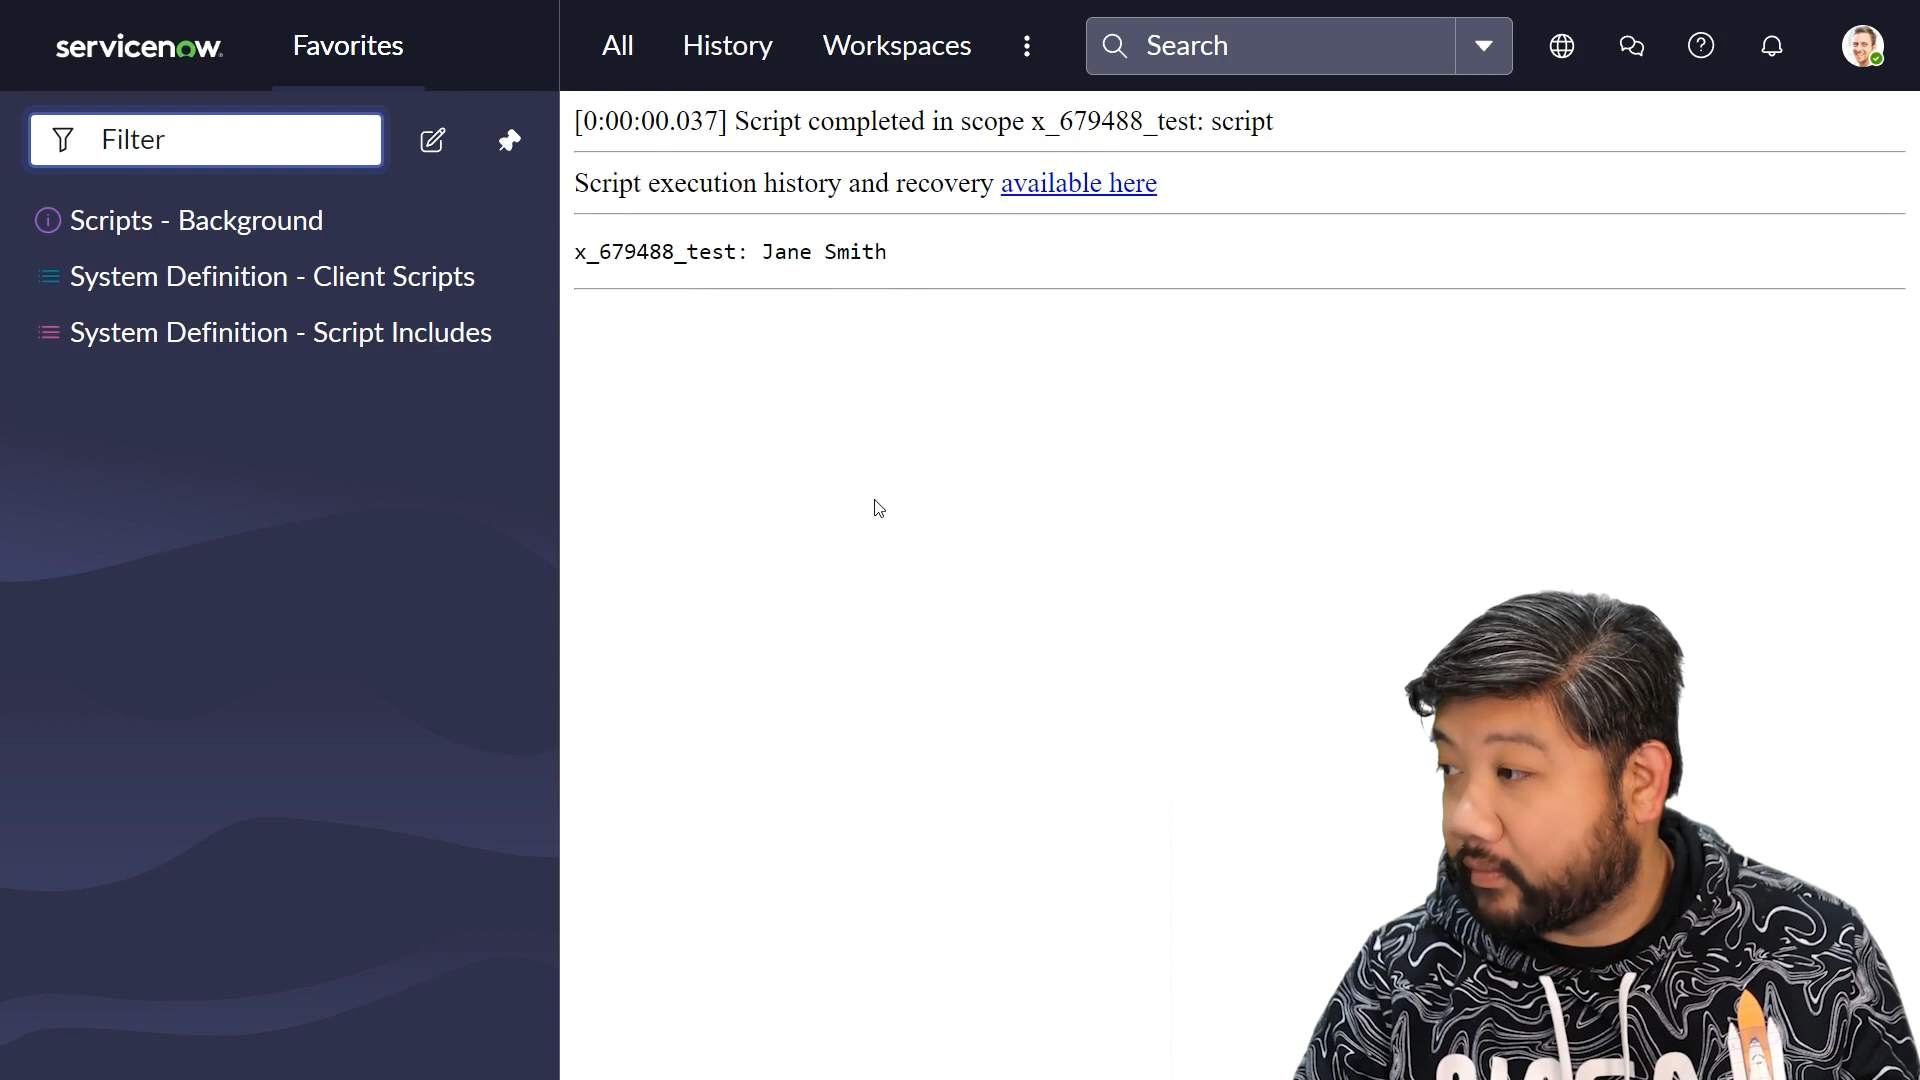 servicenow.
Favorites
All
History
Workspaces
Search
Filter
Scripts - Background
System Definition - Client Scripts
System Definition - Script Includes
[0:00:00.037] Script completed in scope x_679488_test: script
Script execution history and recovery available here
x_679488_test: Jane Smith